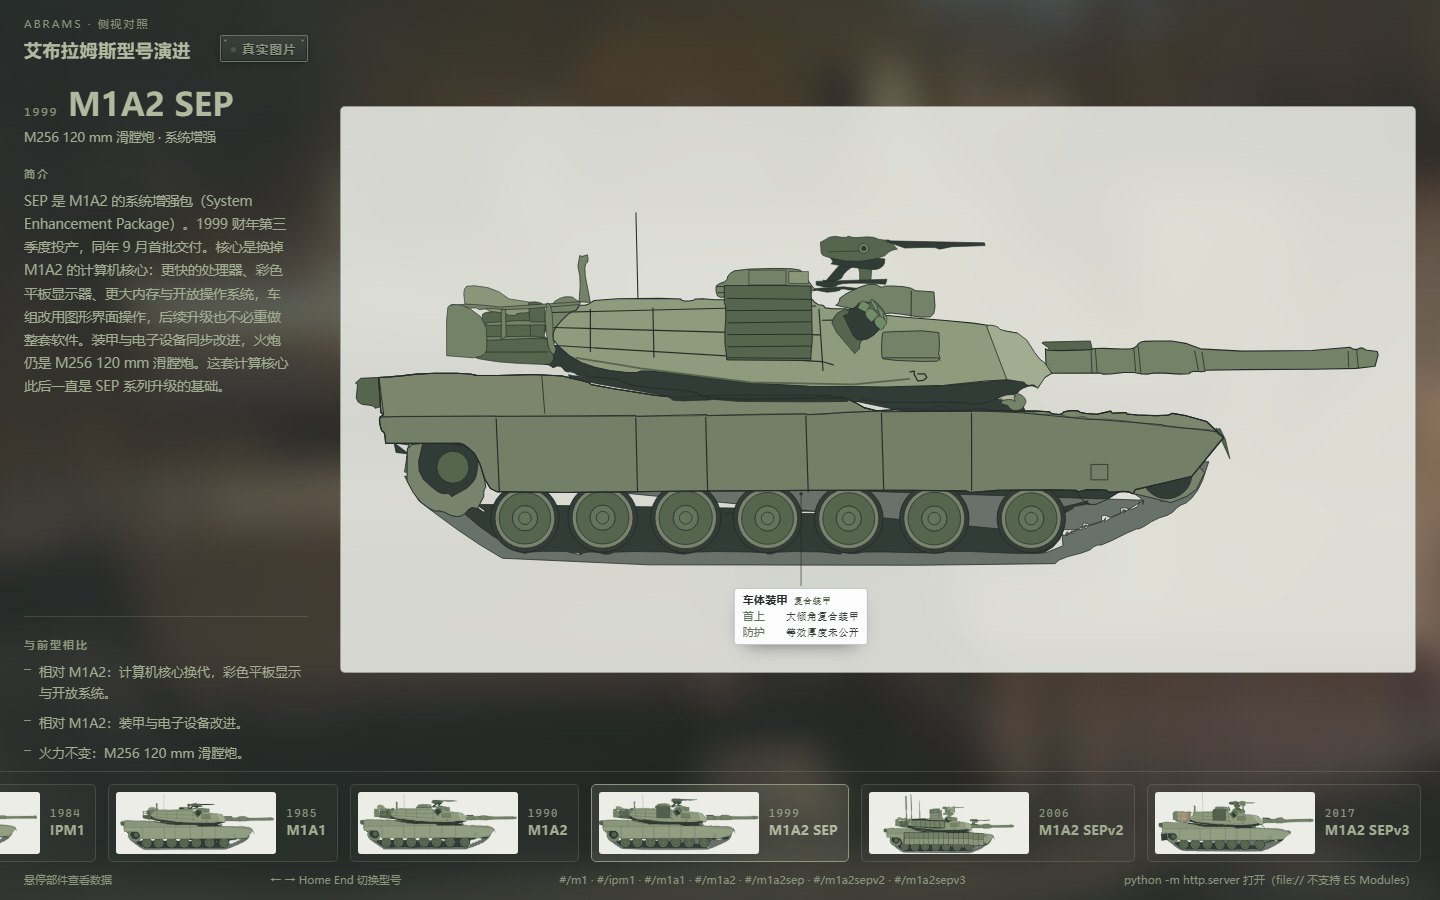 ABRAMS · 侧视对照
艾布拉姆斯型号演进
真实图片
1999 M1A2 SEP
M256 120 mm 滑膛炮 · 系统增强
简介
SEP 是 M1A2 的系统增强包（System
Enhancement Package）。1999 财年第三
季度投产，同年 9 月首批交付。核心是换掉
M1A2 的计算机核心：更快的处理器、彩色
平板显示器、更大内存与开放操作系统，车
组改用图形界面操作，后续升级也不必重做
整套软件。装甲与电子设备同步改进，火炮
仍是 M256 120 mm 滑膛炮。这套计算核心
此后一直是 SEP 系列升级的基础。
车体装甲 复合装甲
首上 大倾角复合装甲
防护 等效厚度未公开
与前型相比
– 相对 M1A2：计算机核心换代，彩色平板显示
与开放系统。
– 相对 M1A2：装甲与电子设备改进。
– 火力不变：M256 120 mm 滑膛炮。
1984
IPM1
1985
M1A1
1990
M1A2
1999
M1A2 SEP
2006
M1A2 SEPv2
2017
M1A2 SEPv3
悬停部件查看数据
← → Home End 切换型号
#/m1 · #/ipm1 · #/m1a1 · #/m1a2 · #/m1a2sep · #/m1a2sepv2 · #/m1a2sepv3
python -m http.server 打开（file:// 不支持 ES Modules）